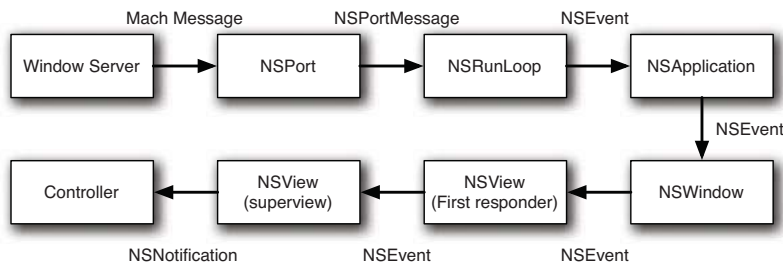 Mach Message
NSPortMessage
NSEvent
Window Server
NSPort
NSRunLoop
NSApplication
NSEvent
Controller
NSView
(superview)
NSView
(First responder)
NSWindow
NSNotification
NSEvent
NSEvent